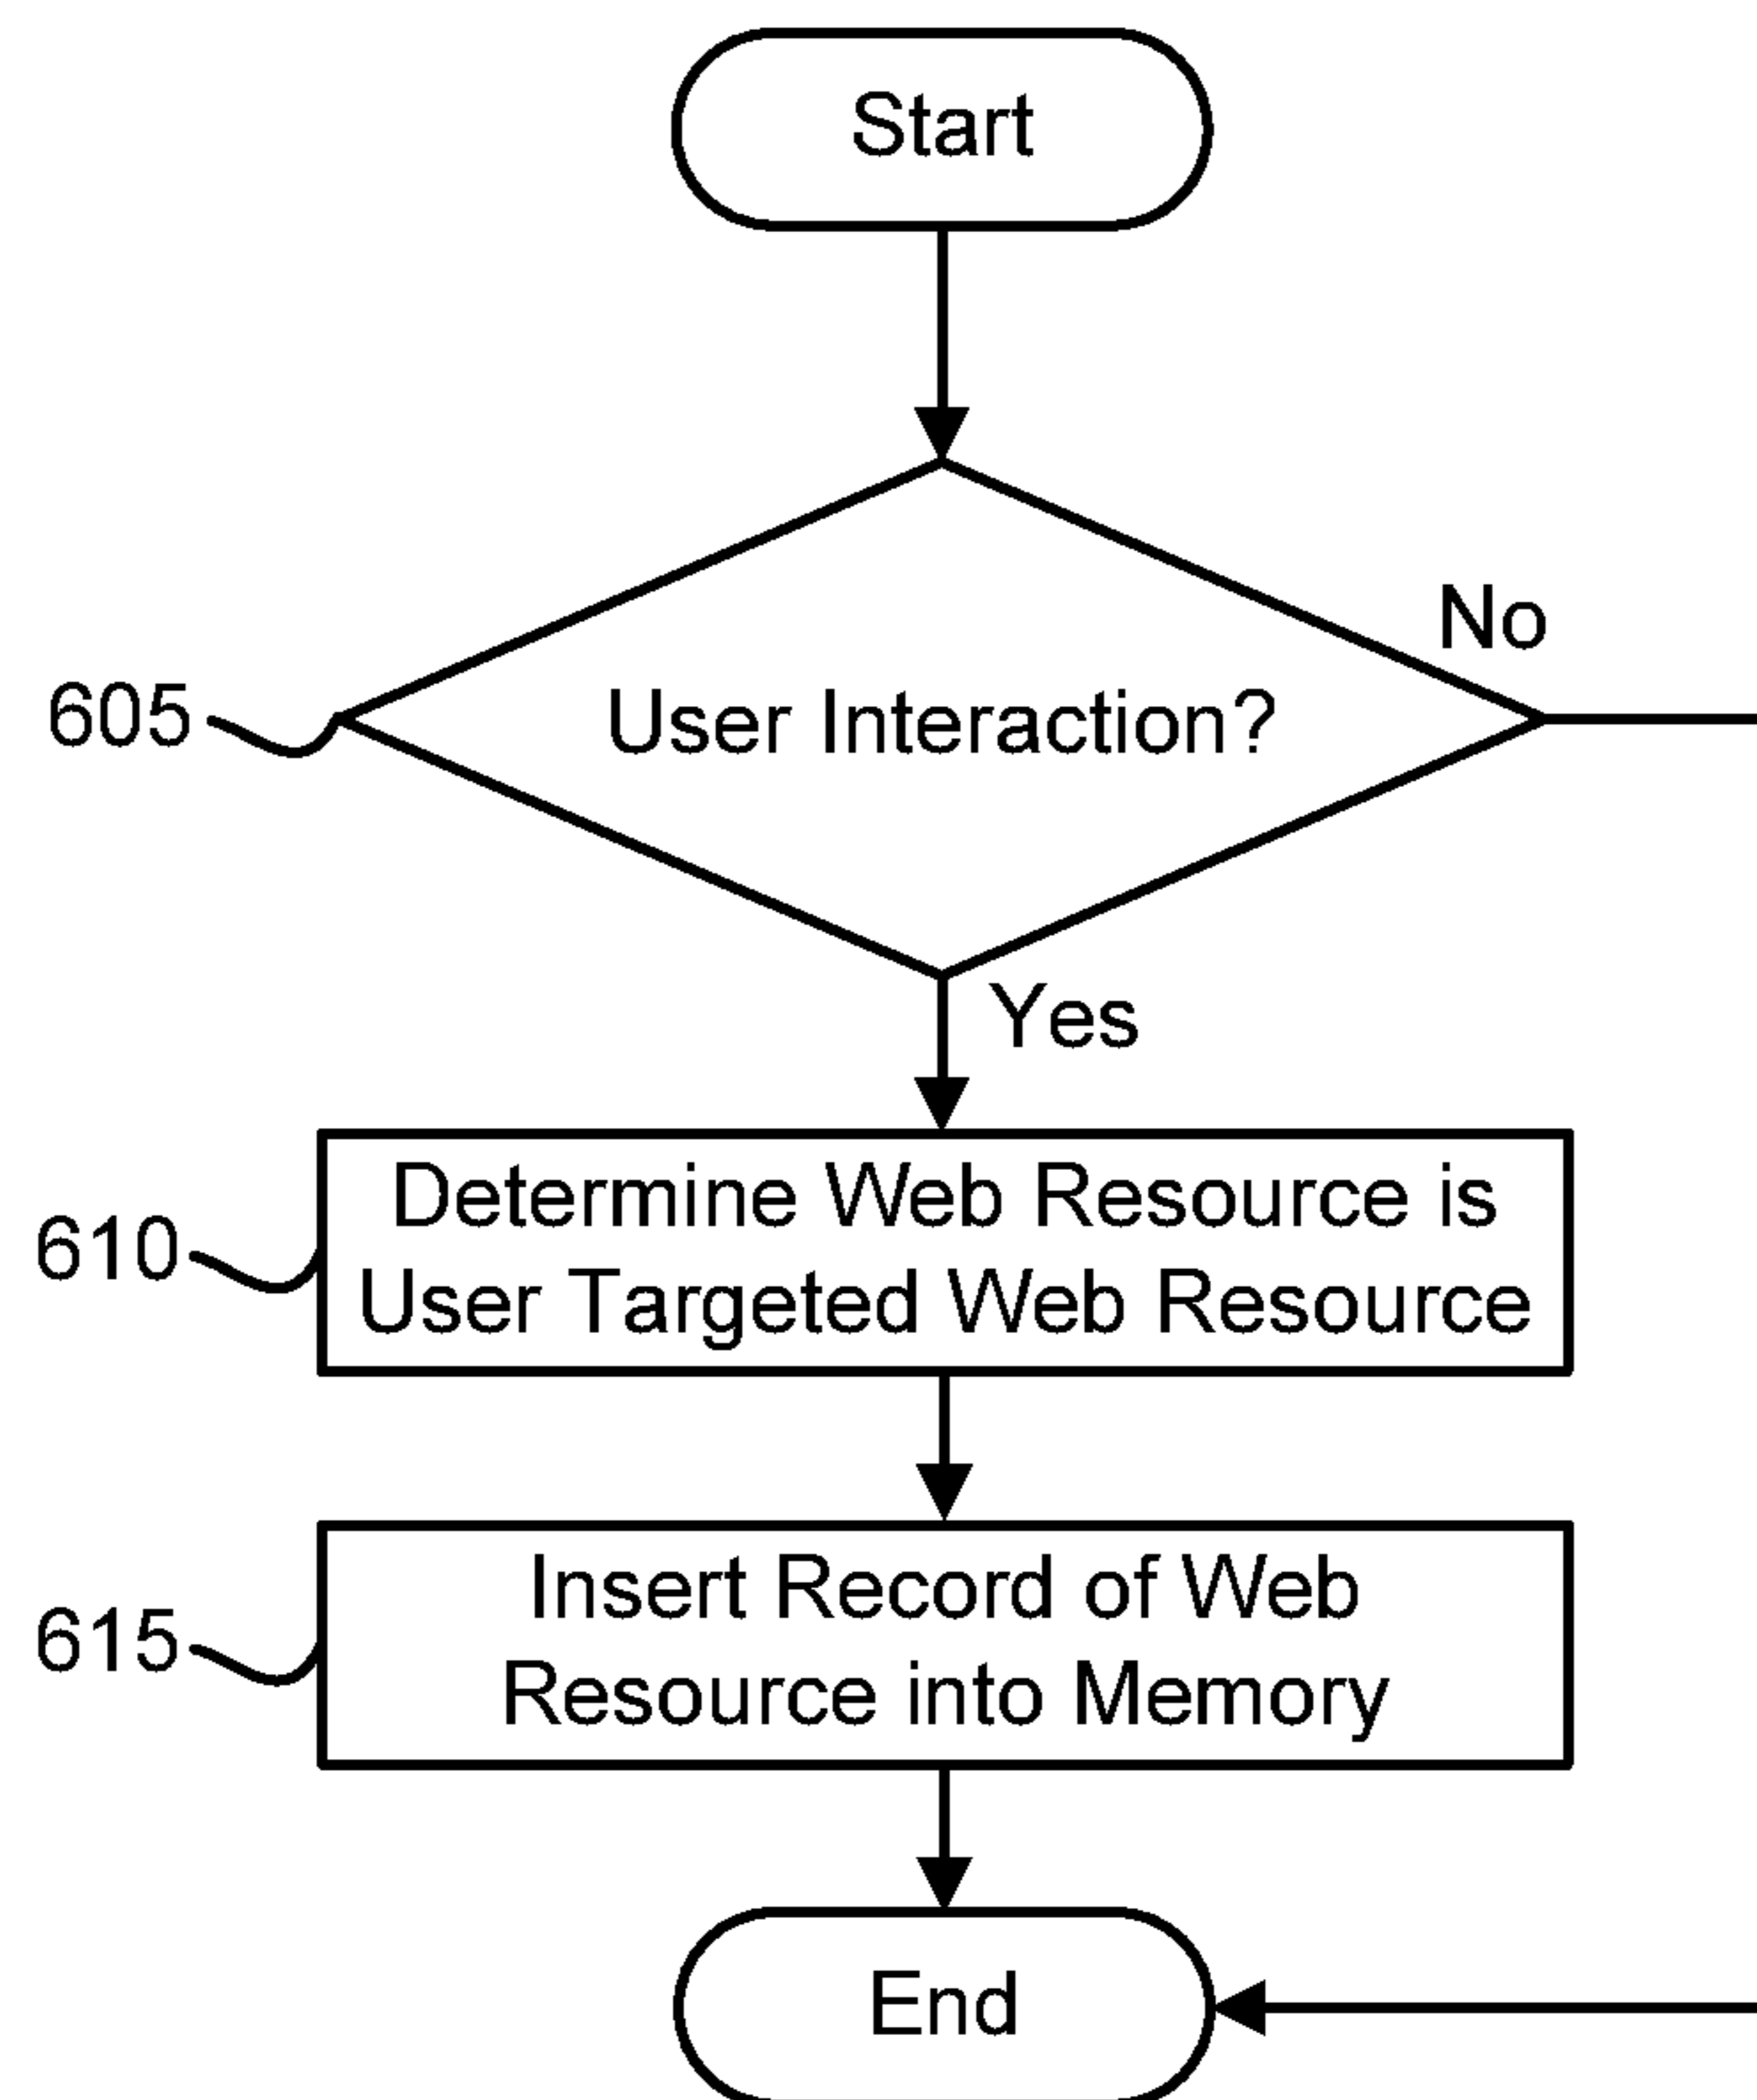 Start
No
605
User Interaction?
Yes
610
Determine Web Resource is
User Targeted Web Resource
615
Insert Record of Web
Resource into Memory
End